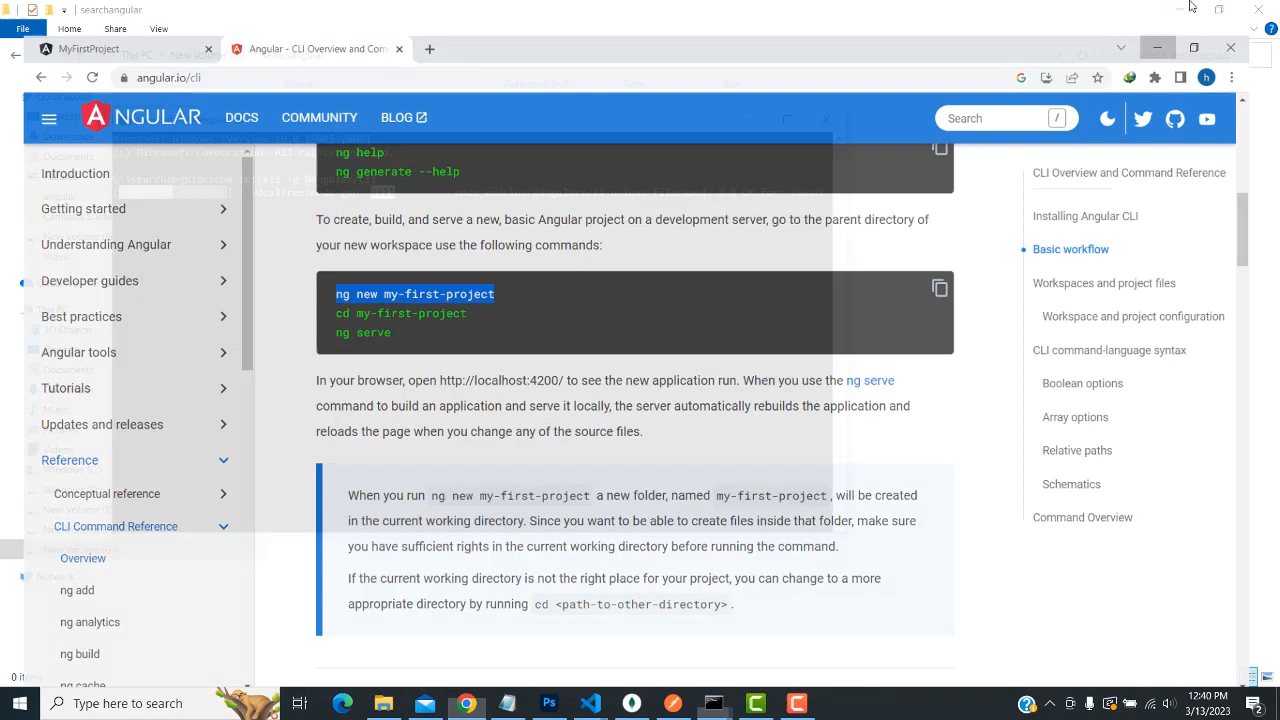 searchangular
File
Home
Share
View
MyFirstProject
Angular - CLI Overview and Com
angular.io/cli
NGULAR
DOCS
COMMUNITY
BLOG
Search
/
ng help
ng generate --help
Introduction
Getting started
Understanding Angular
Developer guides
Best practices
Angular tools
Tutorials
Updates and releases
Reference
Conceptual reference
CLI Command Reference
Overview
ng add
ng analytics
ng build
ng cache
To create, build, and serve a new, basic Angular project on a development server, go to the parent directory of
your new workspace use the following commands:
ng new my-first-project
cd my-first-project
ng serve
In your browser, open http://localhost:4200/ to see the new application run. When you use the ng serve
command to build an application and serve it locally, the server automatically rebuilds the application and
reloads the page when you change any of the source files.
When you run ng new my-first-project a new folder, named my-first-project, will be created
in the current working directory. Since you want to be able to create files inside that folder, make sure
you have sufficient rights in the current working directory before running the command.
If the current working directory is not the right place for your project, you can change to a more
appropriate directory by running cd <path-to-other-directory>.
CLI Overview and Command Reference
Installing Angular CLI
Basic workflow
Workspaces and project files
Workspace and project configuration
CLI command-language syntax
Boolean options
Array options
Relative paths
Schematics
Command Overview
0 items
Type here to search
12:40 PM
3/13/2023